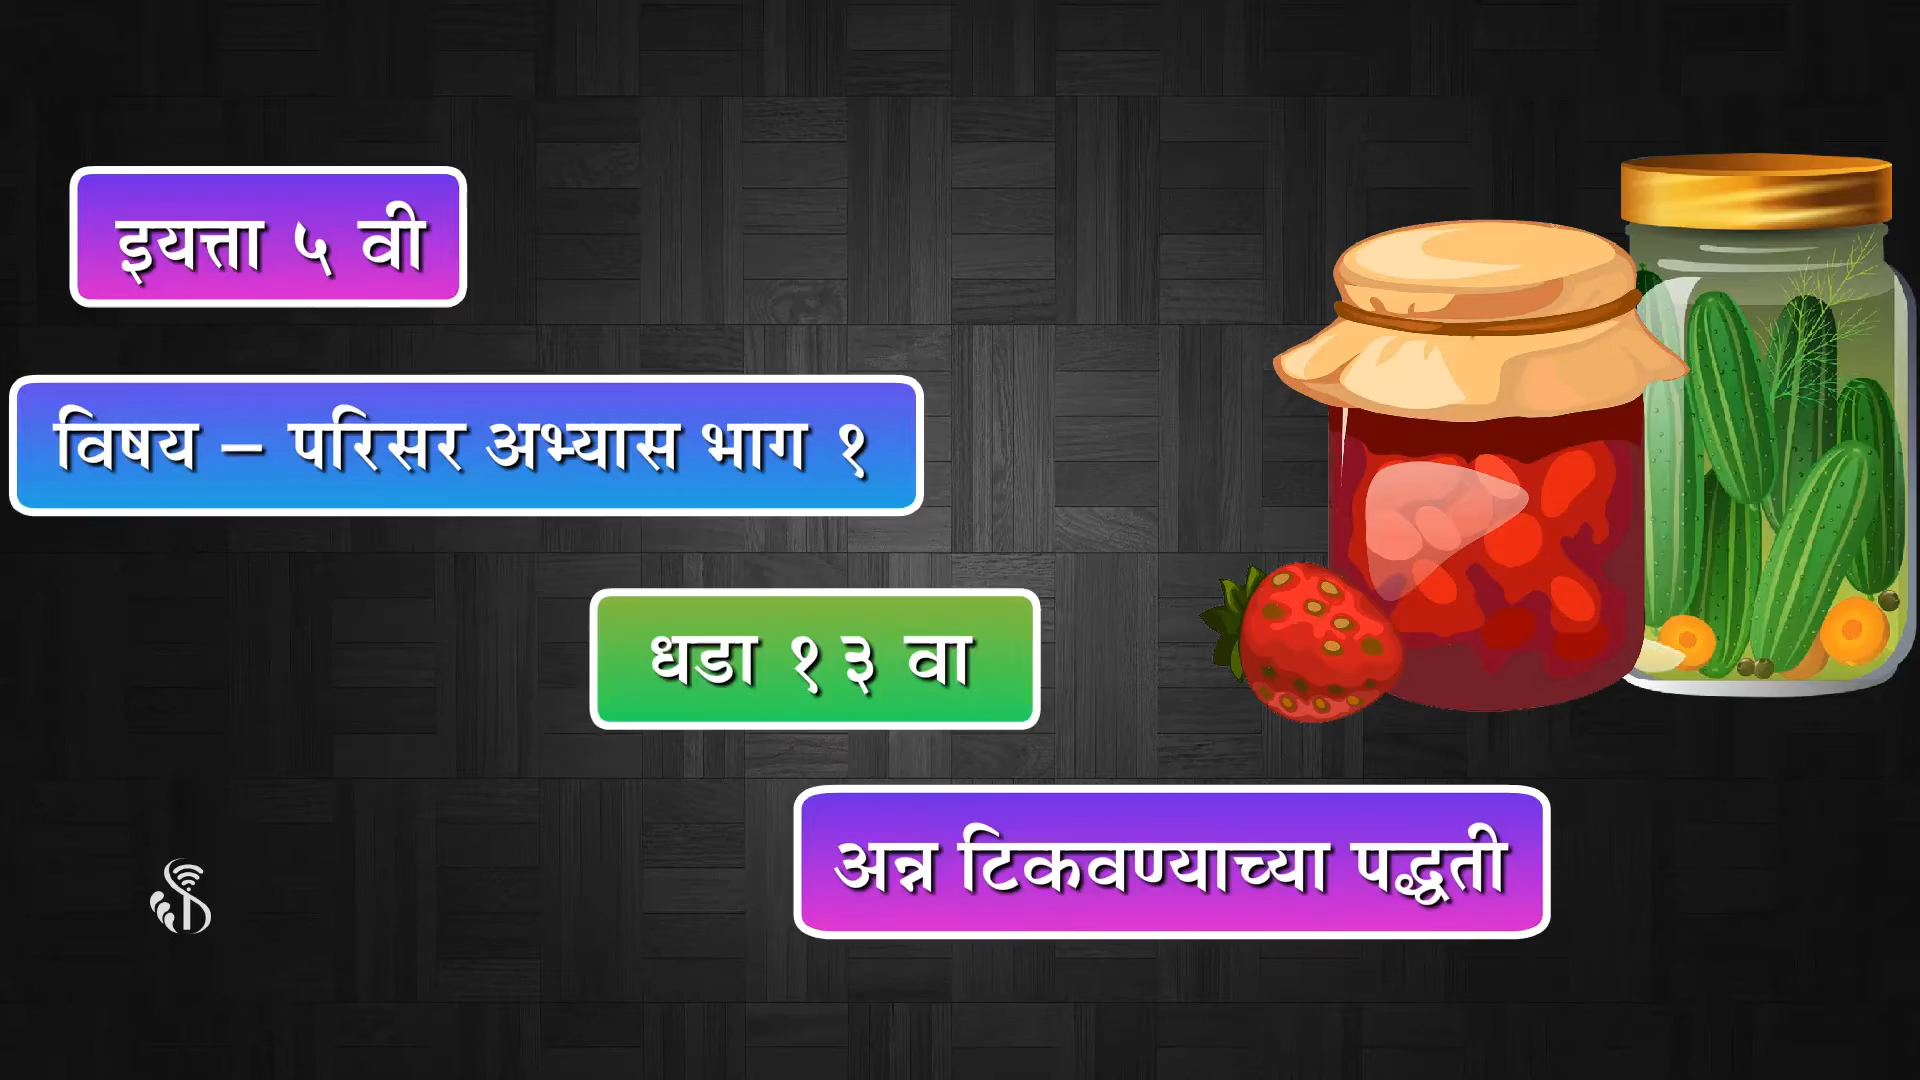 इयत्ता ५ वी
विषय – परिसर अभ्यास भाग १
धडा १३ वा
अन्न टिकवण्याच्या पद्धती